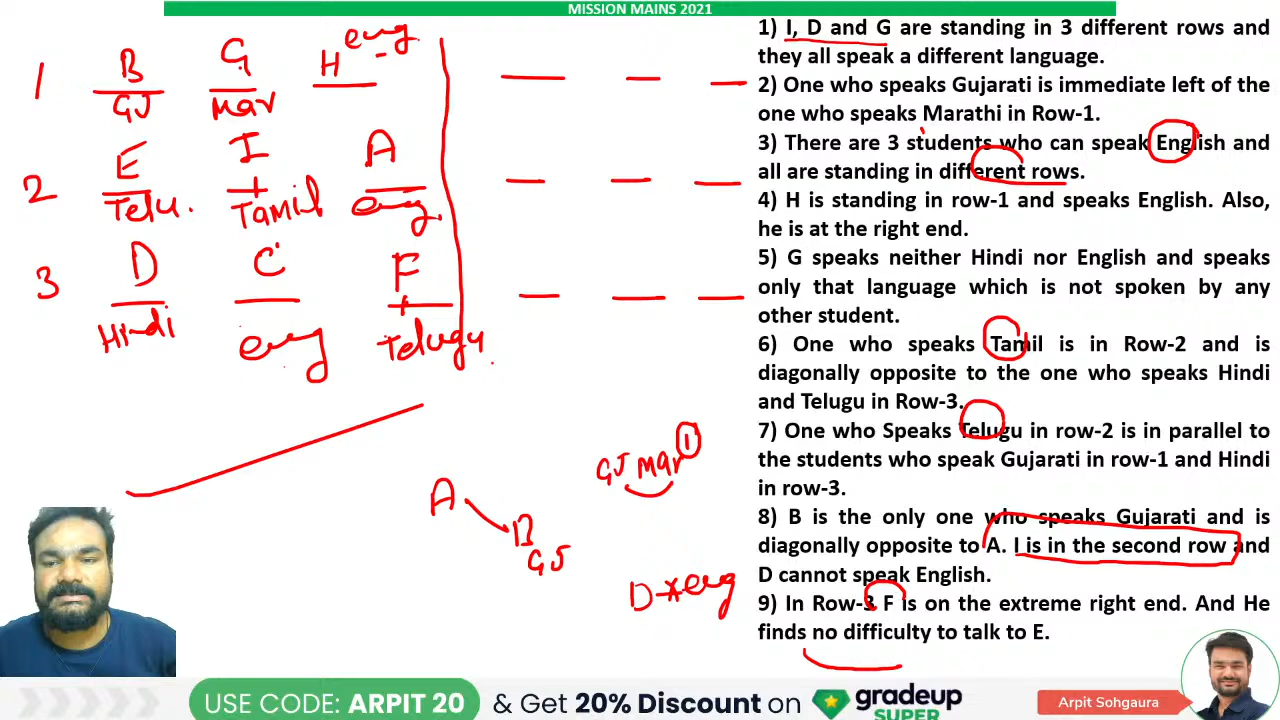 MISSION MAINS 2021
1 B G H eng
GJ Mar
2 E I A
Telu. Tamil eng
3 D C F
Hindi eng Telugu.
GJ Mar 1
A
B
GJ
D eng
1) I, D and G are standing in 3 different rows and
they all speak a different language.
2) One who speaks Gujarati is immediate left of the
one who speaks Marathi in Row-1.
3) There are 3 students who can speak English and
all are standing in different rows.
4) H is standing in row-1 and speaks English. Also,
he is at the right end.
5) G speaks neither Hindi nor English and speaks
only that language which is not spoken by any
other student.
6) One who speaks Tamil is in Row-2 and is
diagonally opposite to the one who speaks Hindi
and Telugu in Row-3.
7) One who Speaks Telugu in row-2 is in parallel to
the students who speak Gujarati in row-1 and Hindi
in row-3.
8) B is the only one who speaks Gujarati and is
diagonally opposite to A. I is in the second row and
D cannot speak English.
9) In Row-3 F is on the extreme right end. And He
finds no difficulty to talk to E.
USE CODE: ARPIT 20 & Get 20% Discount on gradeup
SUPER
Arpit Sohgaura